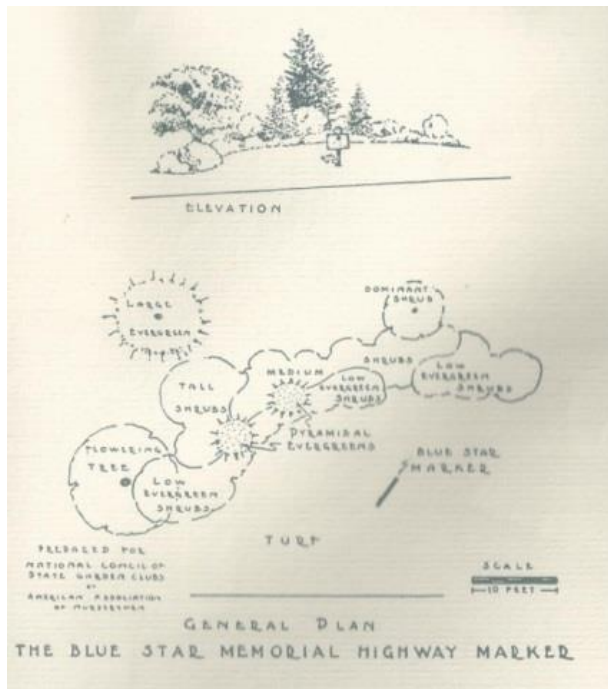 ELEVATION
LARGE
EVERGREEN
DOMINANT
SHRUB
SHRUBS
MEDIUM
TALL
SHRUBS
LOW
EVERGREEN
SHRUBS
LOW
EVERGREEN
SHRUBS
PYRAMIDAL
EVERGREENS
FLOWERING
TREE
LOW
EVERGREEN
SHRUBS
BLUE STAR
MARKER
TURF
PREPARED FOR
NATIONAL COUNCIL OF
STATE GARDEN CLUBS
BY
AMERICAN ASSOCIATION
OF NURSERYMEN
SCALE
10 FEET
GENERAL PLAN
THE BLUE STAR MEMORIAL HIGHWAY MARKER